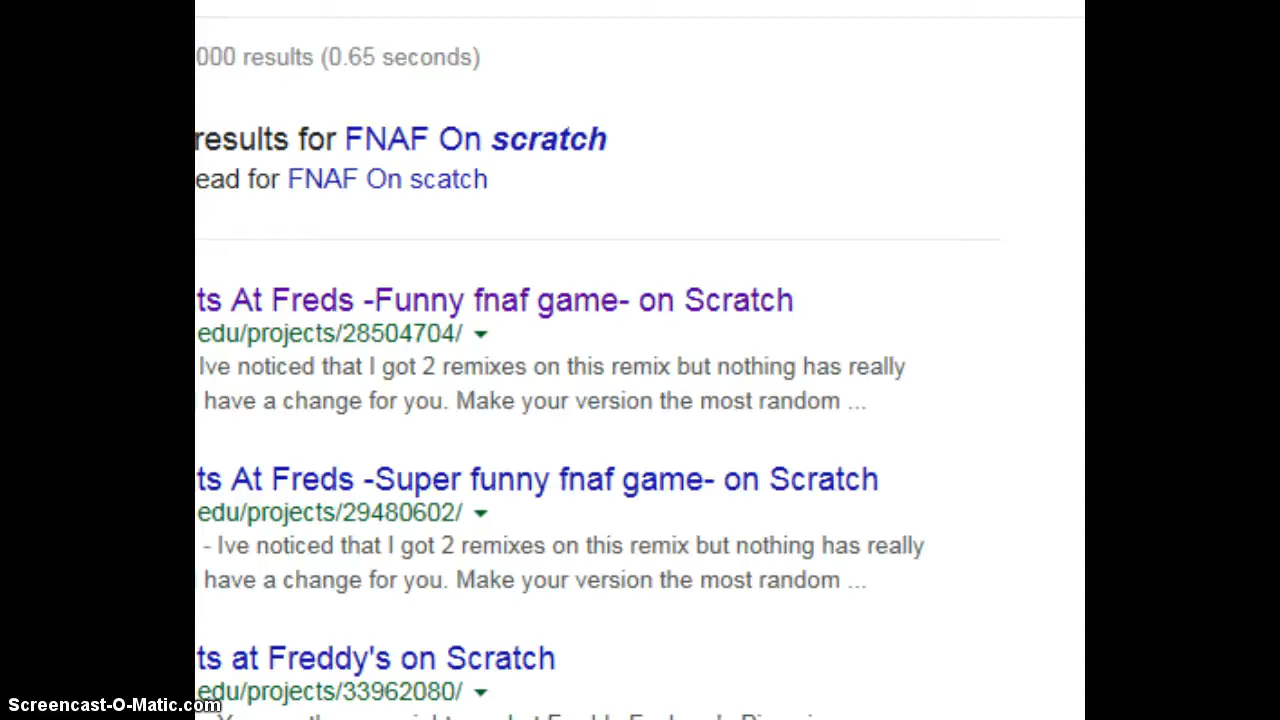 000 results (0.65 seconds)
results for FNAF On scratch
ead for FNAF On scatch
ts At Freds -Funny fnaf game- on Scratch
edu/projects/28504704/
Ive noticed that I got 2 remixes on this remix but nothing has really
have a change for you. Make your version the most random ...
ts At Freds -Super funny fnaf game- on Scratch
edu/projects/29480602/
- Ive noticed that I got 2 remixes on this remix but nothing has really
have a change for you. Make your version the most random ...
ts at Freddy's on Scratch
edu/projects/33962080/
Screencast-O-Matic.com